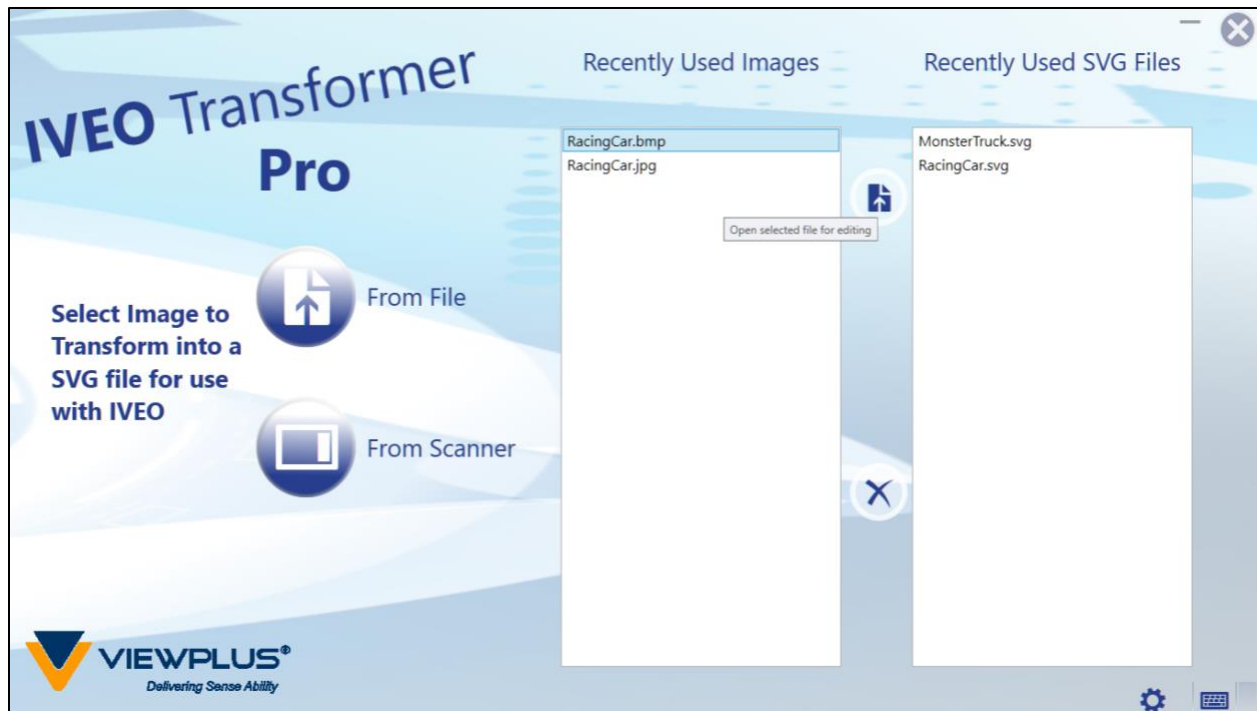 IVEO Transformer
Pro
Select Image to
Transform into a
SVG file for use
with IVEO
From File
From Scanner
Recently Used Images
RacingCar.bmp
RacingCar.jpg
Open selected file for editing
Recently Used SVG Files
MonsterTruck.svg
RacingCar.svg
VIEWPLUS®
Delivering Sense Ability